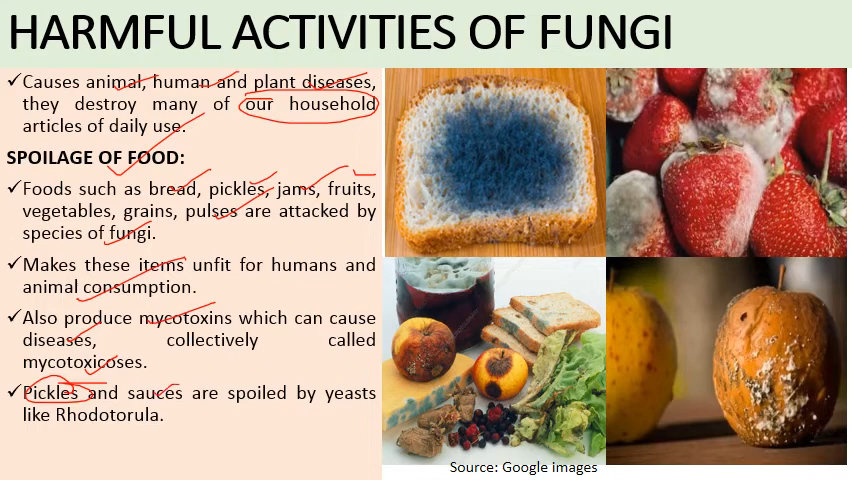 HARMFUL ACTIVITIES OF FUNGI
✓Causes animal, human and plant diseases,
they destroy many of our household
articles of daily use.
SPOILAGE OF FOOD:
✓Foods such as bread, pickles, jams, fruits,
vegetables, grains, pulses are attacked by
species of fungi.
✓Makes these items unfit for humans and
animal consumption.
✓Also produce mycotoxins which can cause
diseases, collectively called
mycotoxicoses.
✓Pickles and sauces are spoiled by yeasts
like Rhodotorula.
Source: Google images